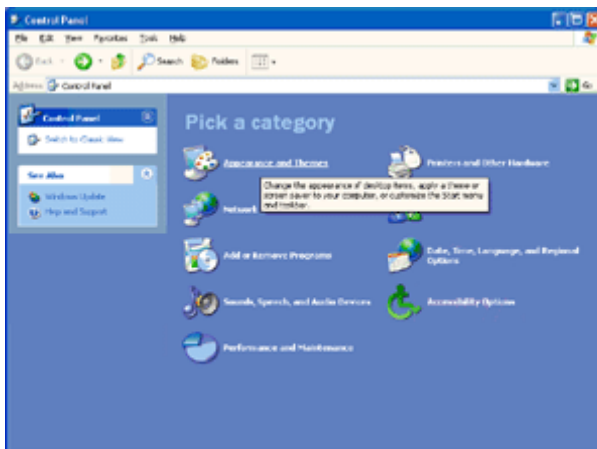 Control Panel
File Edit View Favorites Tools Help
Back Search Folders
Address Control Panel Go
Control Panel
Switch to Classic View
See Also
Windows Update
Help and Support
Pick a category
Appearance and Themes
Printers and Other Hardware
Change the appearance of desktop items, apply a theme or
screen saver to your computer, or customize the Start menu
and taskbar.
Network
Add or Remove Programs
Date, Time, Language, and Regional
Options
Sounds, Speech, and Audio Devices
Accessibility Options
Performance and Maintenance